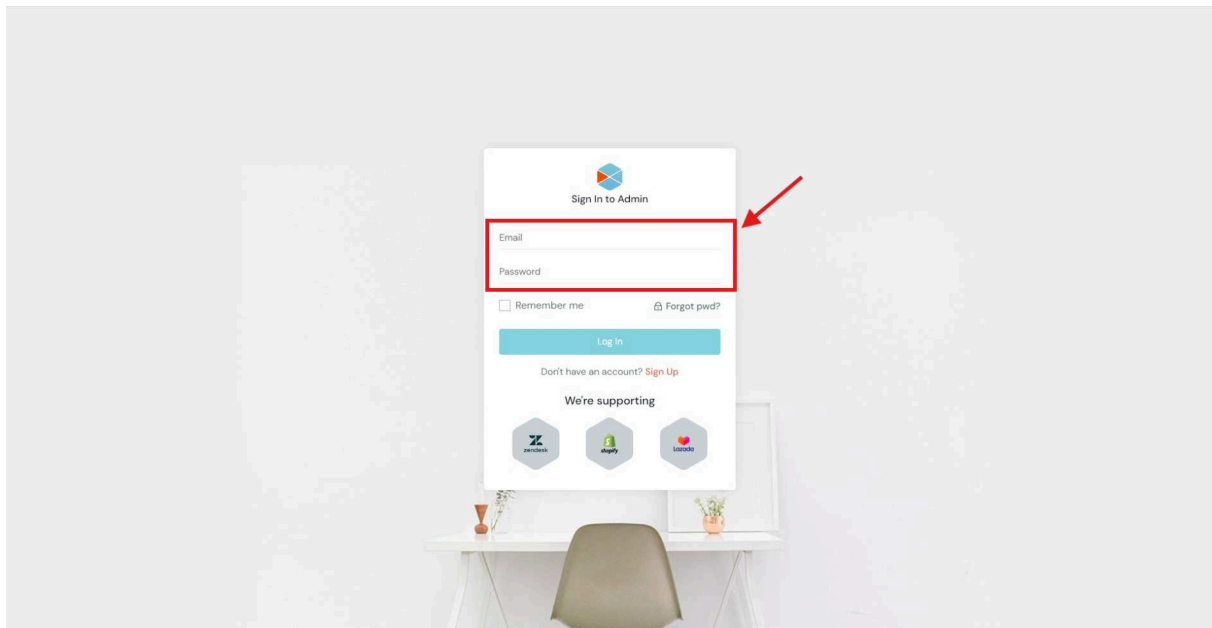 Sign In to Admin
Email
Password
Remember me
Forgot pwd?
Log In
Don't have an account? Sign Up
We're supporting
zendesk
shopify
Lazada